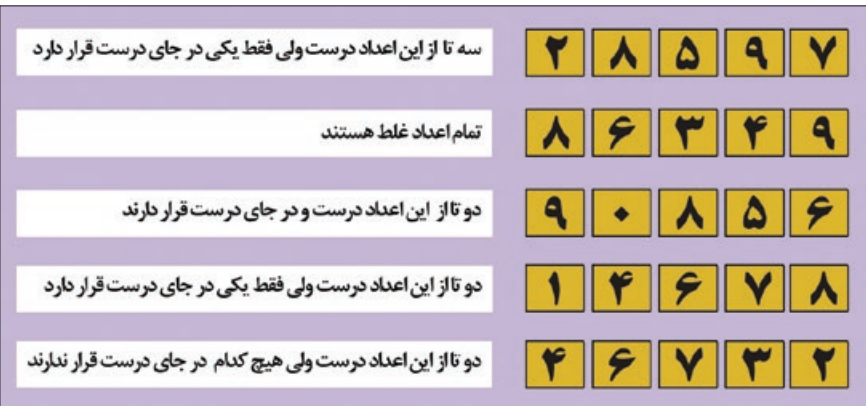 سه تا از این اعداد درست ولی فقط یکی در جای درست قرار دارد ۲ ۸ ۵ ۹ ۷
تمام اعداد غلط هستند ۸ ۶ ۳ ۴ ۹
دو تا از این اعداد درست و در جای درست قرار دارند ۹ ۰ ۸ ۵ ۶
دو تا از این اعداد درست ولی فقط یکی در جای درست قرار دارد ۱ ۴ ۶ ۷ ۸
دو تا از این اعداد درست ولی هیچ کدام در جای درست قرار ندارند ۴ ۶ ۷ ۳ ۲